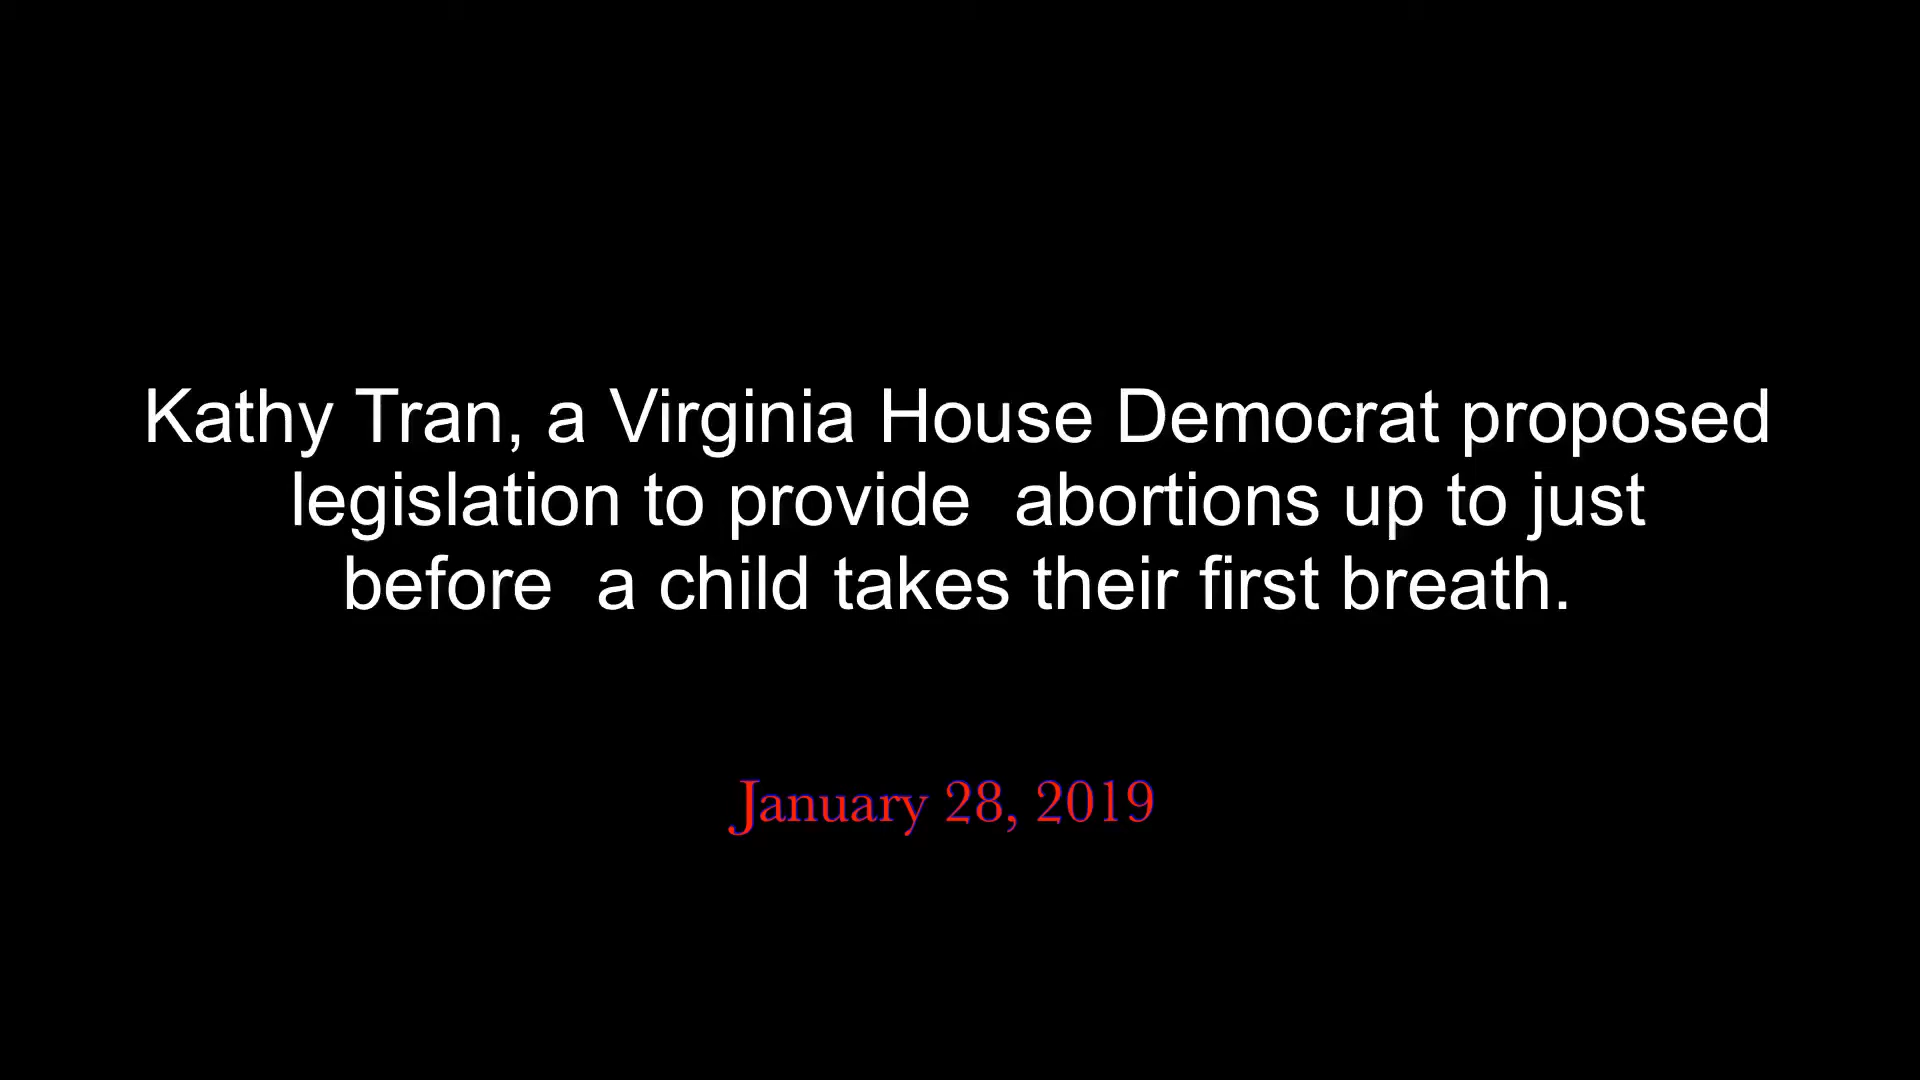 Kathy Tran, a Virginia House Democrat proposed
legislation to provide  abortions up to just
before  a child takes their first breath.
January 28, 2019